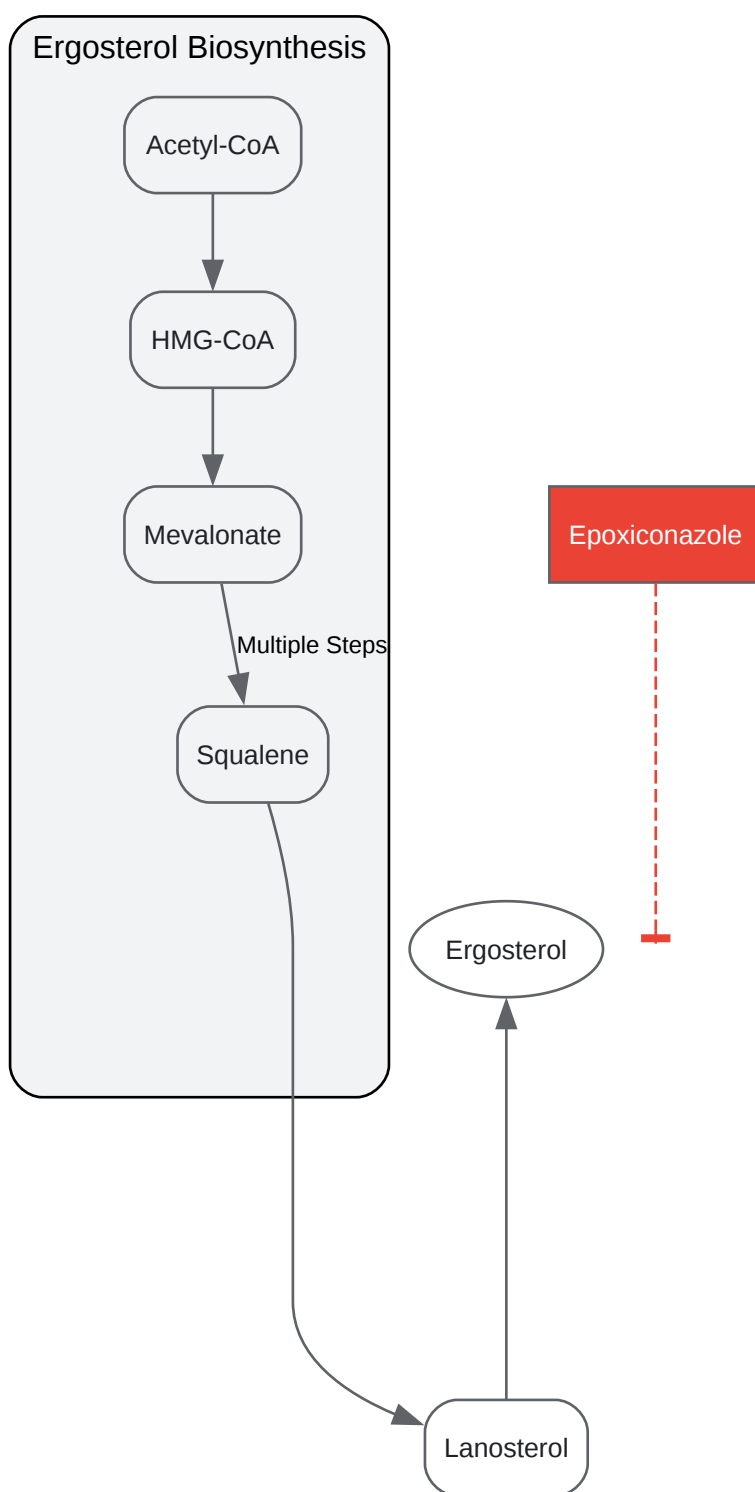 Ergosterol Biosynthesis
Acetyl-CoA
HMG-CoA
Mevalonate
Epoxiconazole
Multiple Steps
Squalene
Ergosterol
Lanosterol